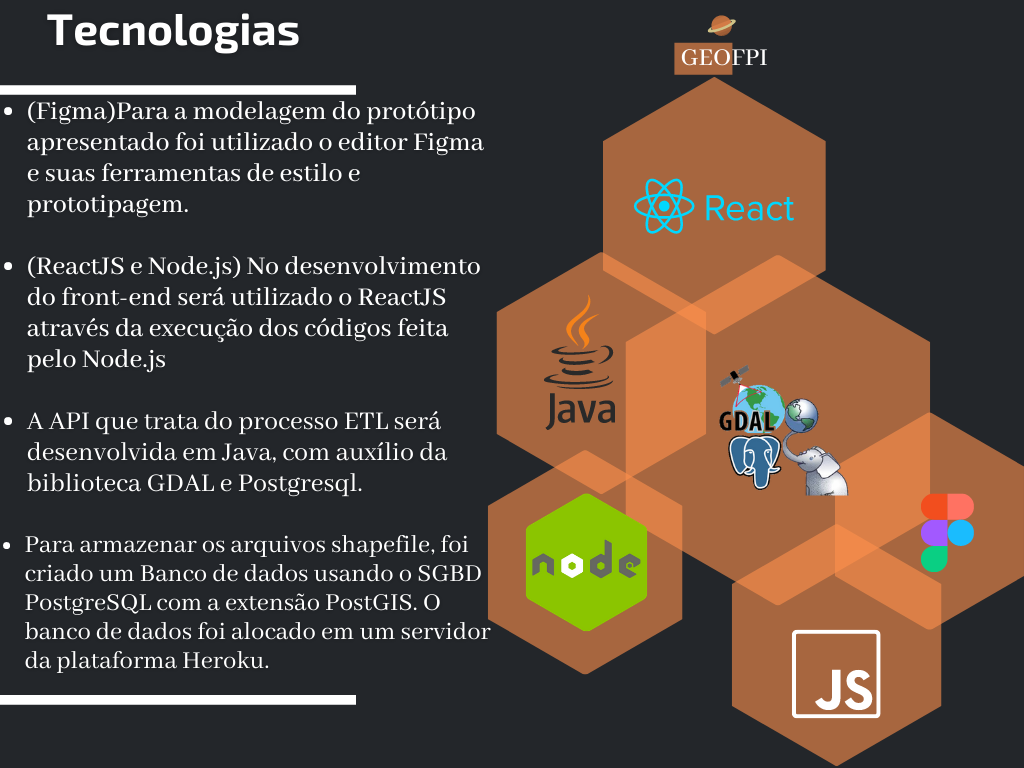 Tecnologias
GEOFPI
(Figma)Para a modelagem do protótipo
apresentado foi utilizado o editor Figma
e suas ferramentas de estilo e
prototipagem.
(ReactJS e Node.js) No desenvolvimento
do front-end será utilizado o ReactJS
através da execução dos códigos feita
pelo Node.js
A API que trata do processo ETL será
desenvolvida em Java, com auxílio da
biblioteca GDAL e Postgresql.
Para armazenar os arquivos shapefile, foi
criado um Banco de dados usando o SGBD
PostgreSQL com a extensão PostGIS. O
banco de dados foi alocado em um servidor
da plataforma Heroku.
React
Java
GDAL
node
JS